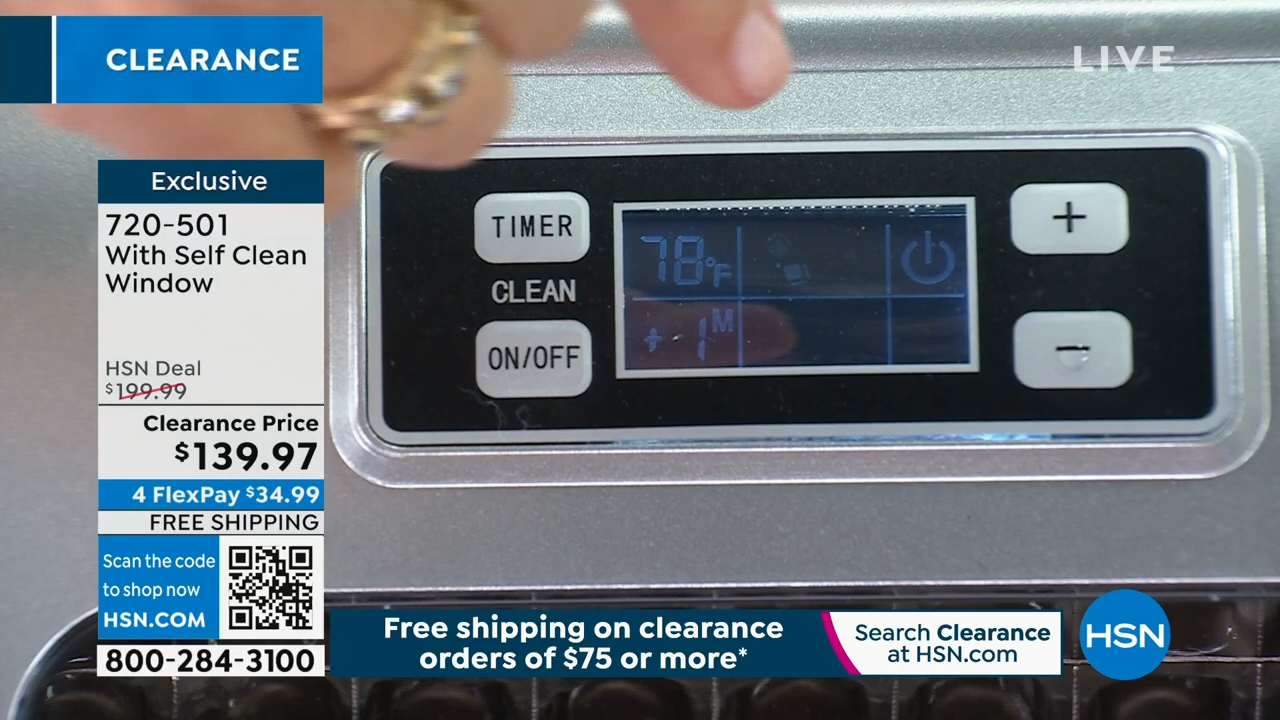 CLEARANCE
LIVE
Exclusive
720-501
With Self Clean
Window
HSN Deal
$199.99
Clearance Price
$139.97
4 FlexPay $34.99
FREE SHIPPING
Scan the code
to shop now
HSN.COM
800-284-3100
TIMER
CLEAN
ON/OFF
78°F
+ -1M
+
-
Free shipping on clearance
orders of $75 or more*
Search Clearance
at HSN.com
HSN